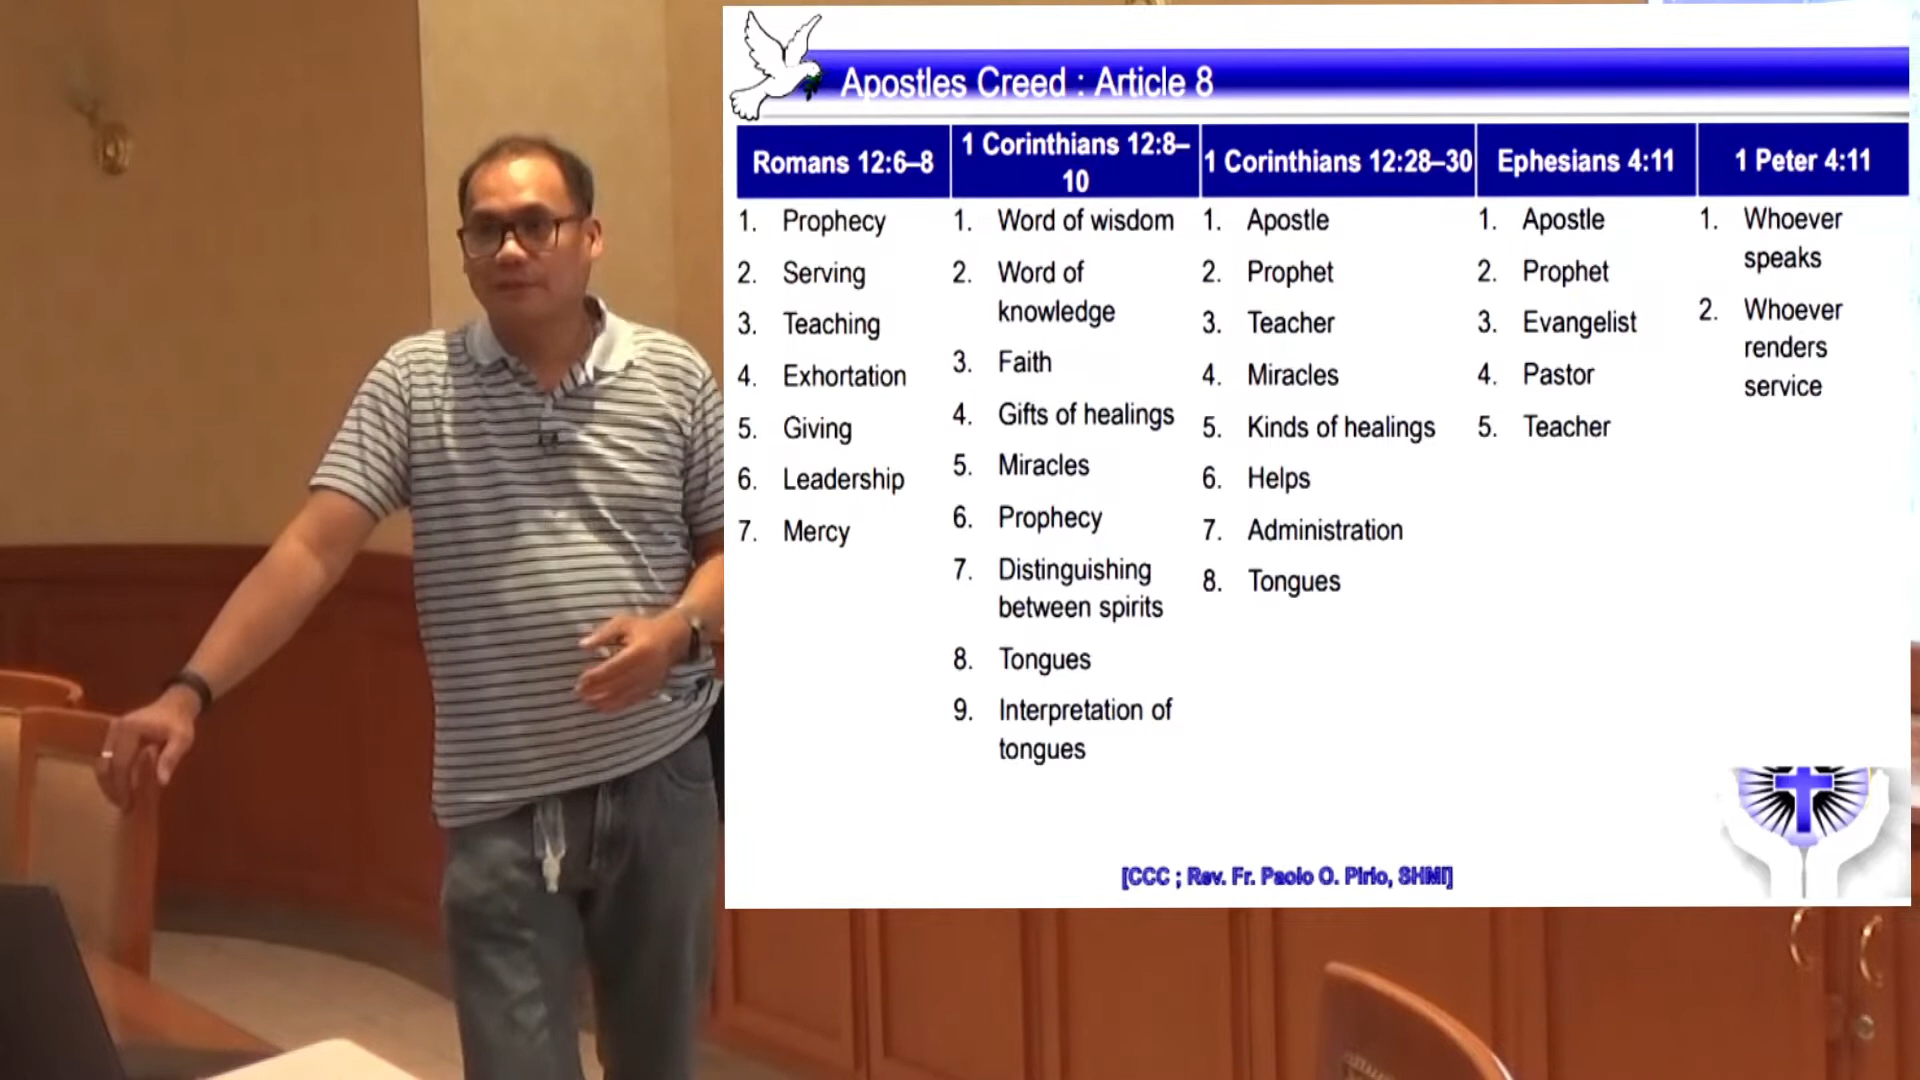 Apostles Creed : Article 8
Romans 12:6–8
1. Prophecy
2. Serving
3. Teaching
4. Exhortation
5. Giving
6. Leadership
7. Mercy
1 Corinthians 12:8–
10
1. Word of wisdom
2. Word of
knowledge
3. Faith
4. Gifts of healings
5. Miracles
6. Prophecy
7. Distinguishing
between spirits
8. Tongues
9. Interpretation of
tongues
1 Corinthians 12:28–30
1. Apostle
2. Prophet
3. Teacher
4. Miracles
5. Kinds of healings
6. Helps
7. Administration
8. Tongues
Ephesians 4:11
1. Apostle
2. Prophet
3. Evangelist
4. Pastor
5. Teacher
1 Peter 4:11
1. Whoever
speaks
2. Whoever
renders
service
[CCC ; Rev. Fr. Paolo O. Pirlo, SHMI]